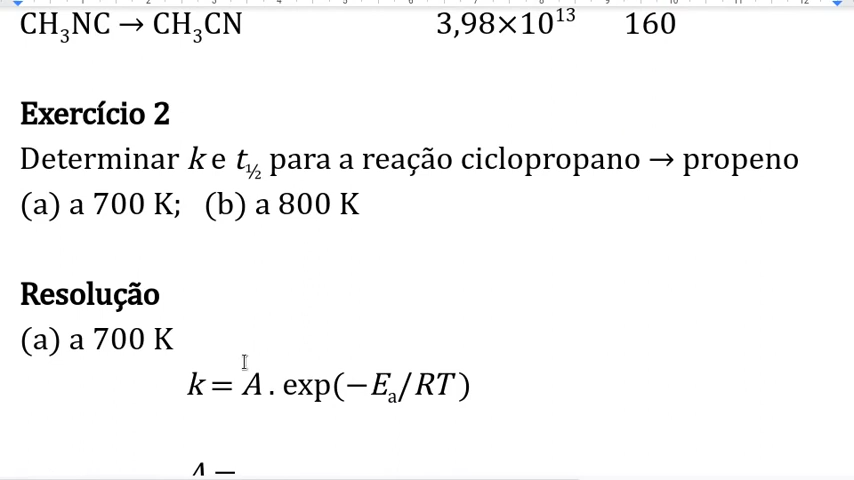 CH₃NC → CH₃CN 3,98×10¹³ 160
Exercício 2
Determinar k e t½ para a reação ciclopropano → propeno
(a) a 700 K; (b) a 800 K
Resolução
(a) a 700 K
k = A . exp(−Eₐ/RT)
A =